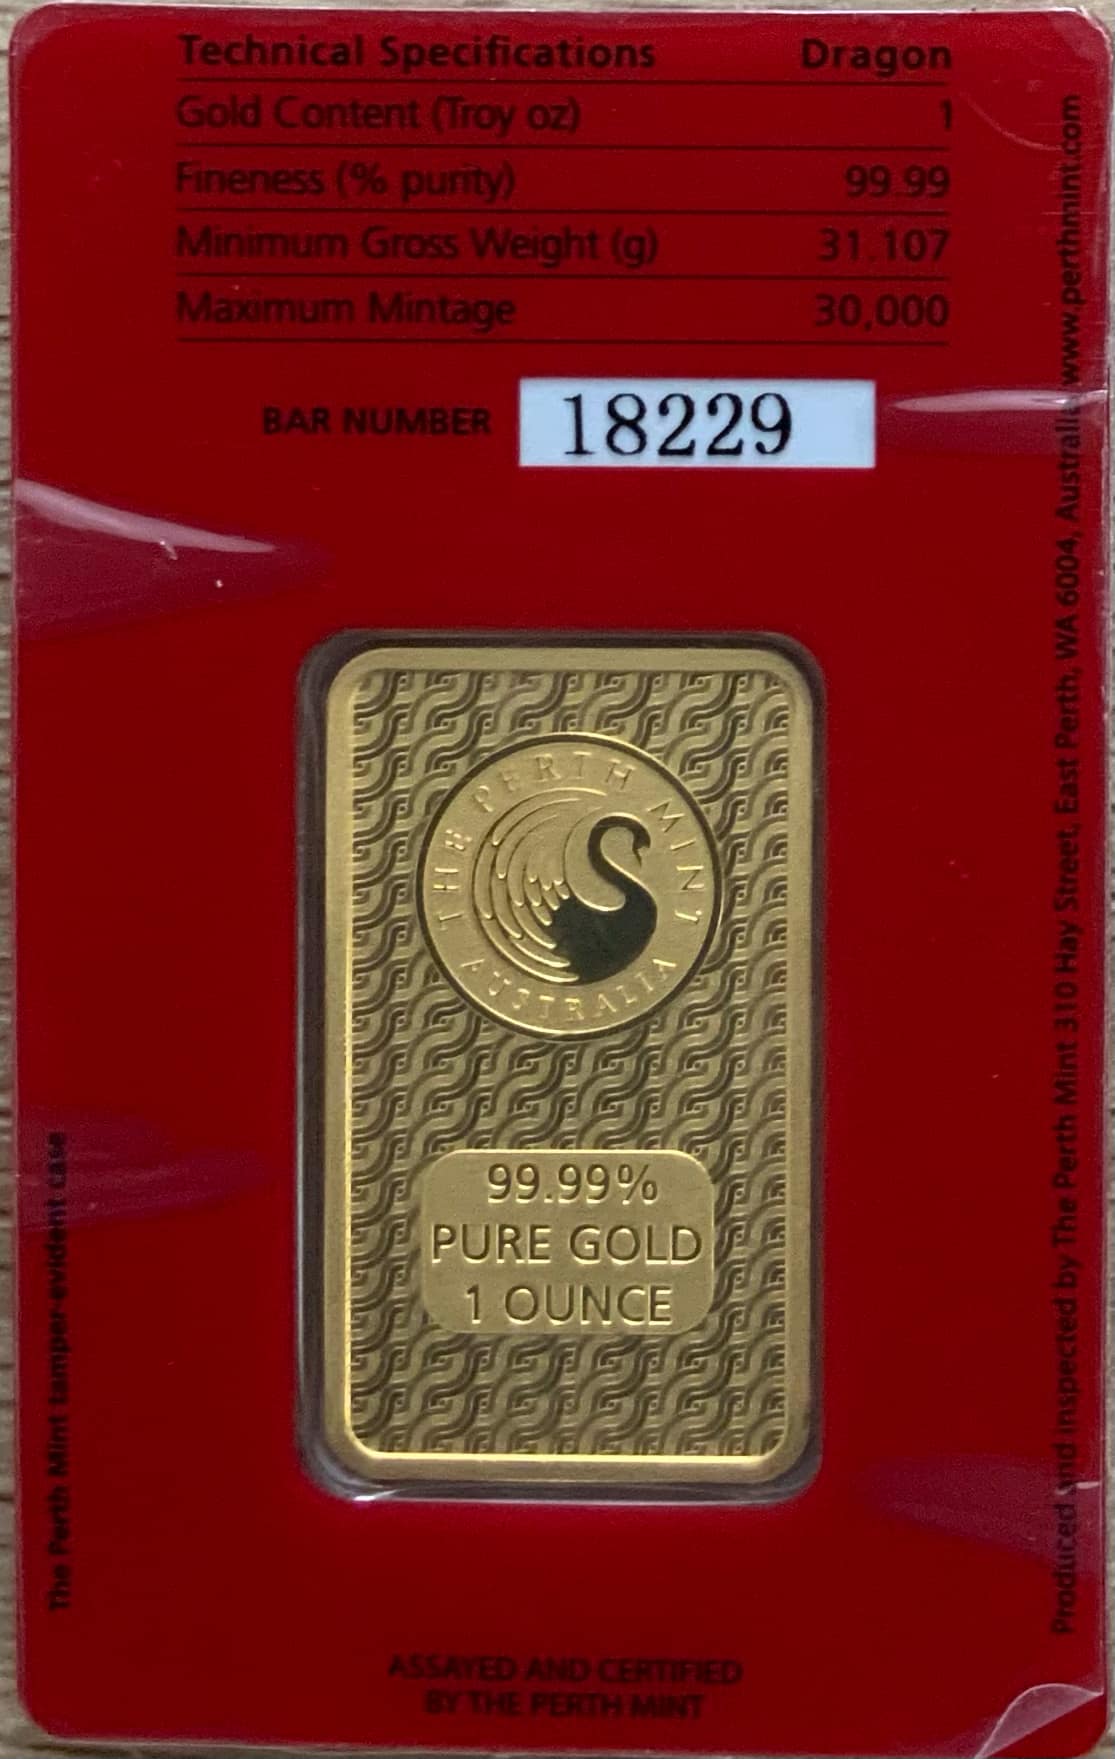 Technical Specifications Dragon
Gold Content (Troy oz) 1
Fineness (% purity) 99.99
Minimum Gross Weight (g) 31.107
Maximum Mintage 30,000
BAR NUMBER 18229
THE PERTH MINT
AUSTRALIA
99.99%
PURE GOLD
1 OUNCE
The Perth Mint tamper-evident case
Produced and inspected by The Perth Mint 310 Hay Street, East Perth, WA 6004, Australia www.perthmint.com
ASSAYED AND CERTIFIED
BY THE PERTH MINT